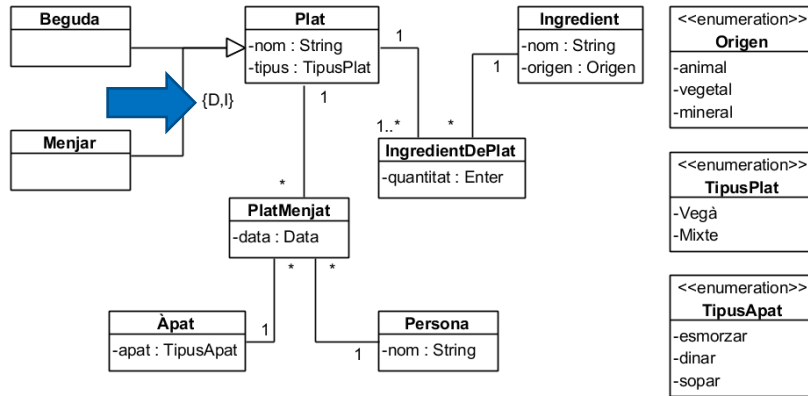 Beguda
Plat
-nom : String
-tipus : TipusPlat
1
1
Ingredient
-nom : String
-origen : Origen
1
<<enumeration>>
Origen
-animal
-vegetal
-mineral
{D,I}
Menjar
1..*
*
IngredientDePlat
-quantitat : Enter
<<enumeration>>
TipusPlat
-Vegà
-Mixte
*
PlatMenjat
-data : Data
*
*
<<enumeration>>
TipusApat
-esmorzar
-dinar
-sopar
Àpat
-apat : TipusApat
1
Persona
-nom : String
1